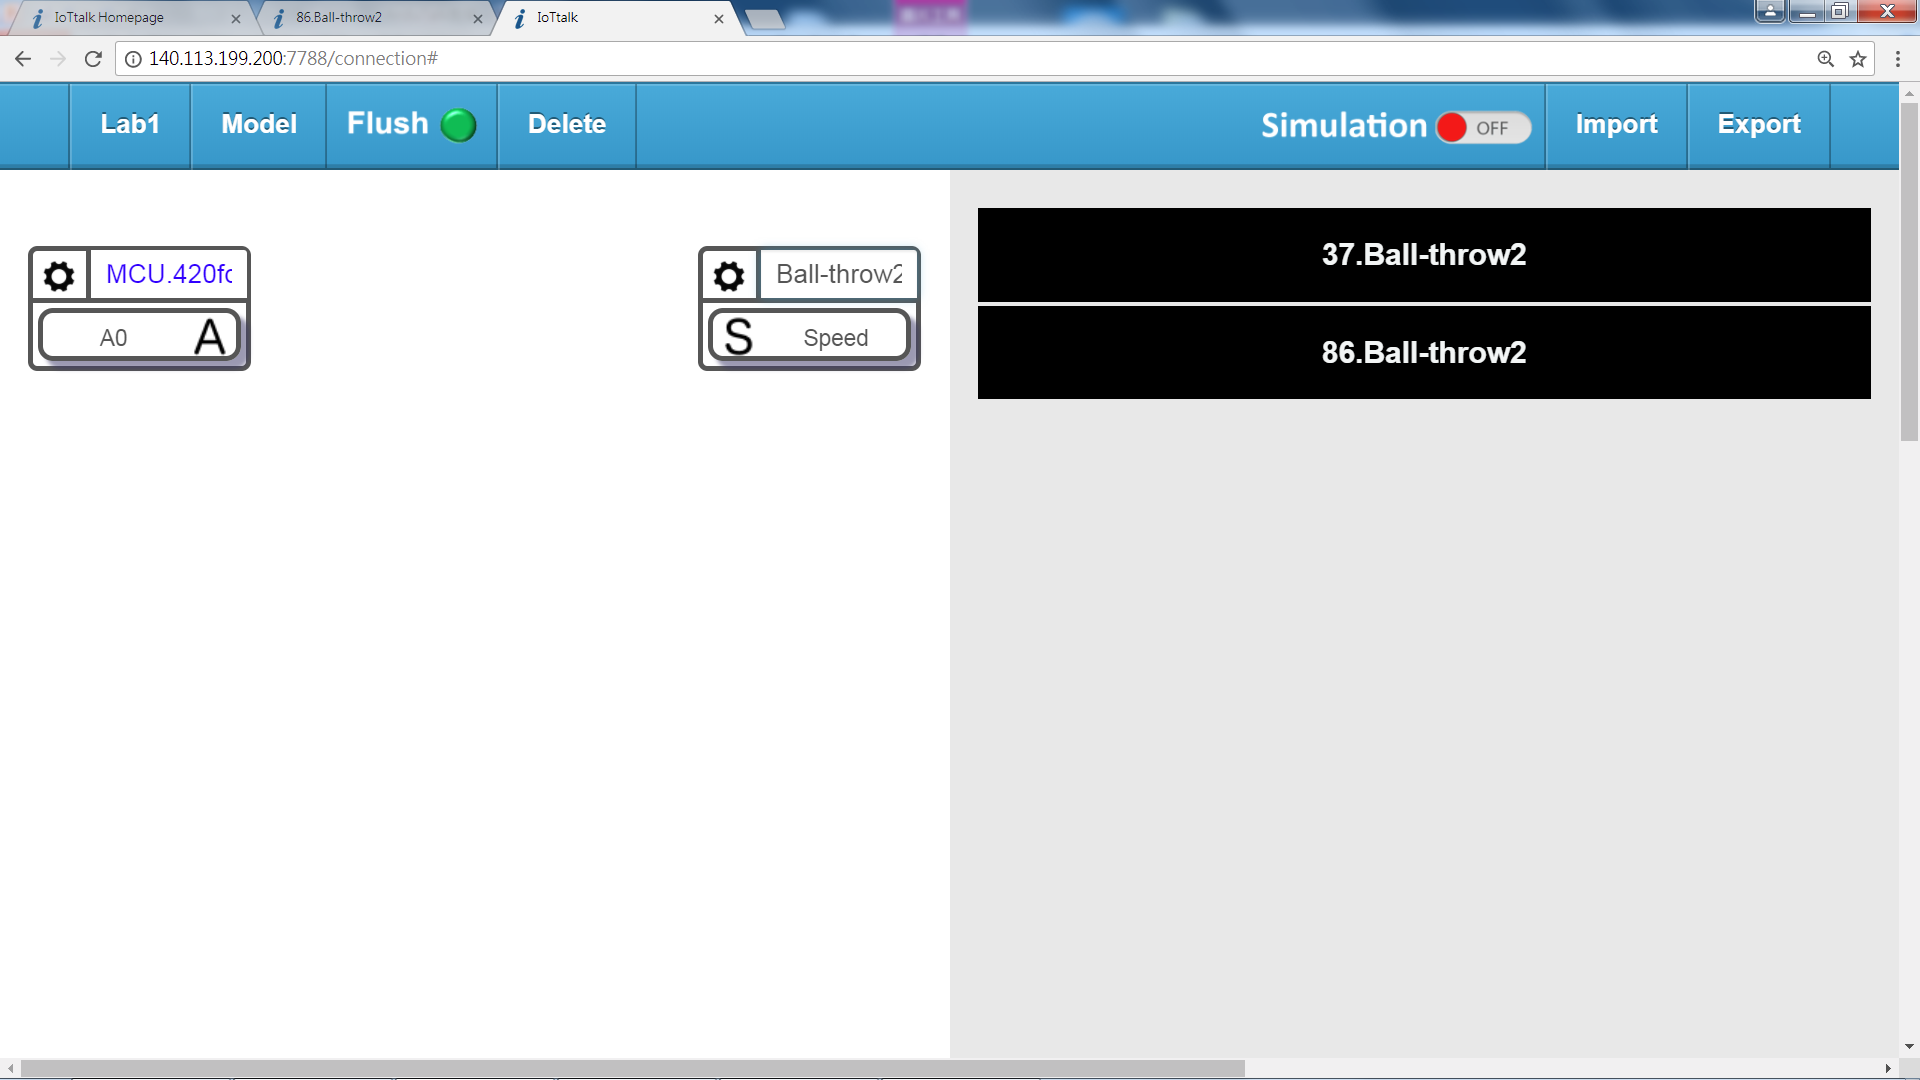 IoTtalk Homepage
86.Ball-throw2
IoTtalk
140.113.199.200:7788/connection#
Lab1
Model
Flush
Delete
Simulation
OFF
Import
Export
MCU.420fc
A0
A
Ball-throw2
S
Speed
37.Ball-throw2
86.Ball-throw2